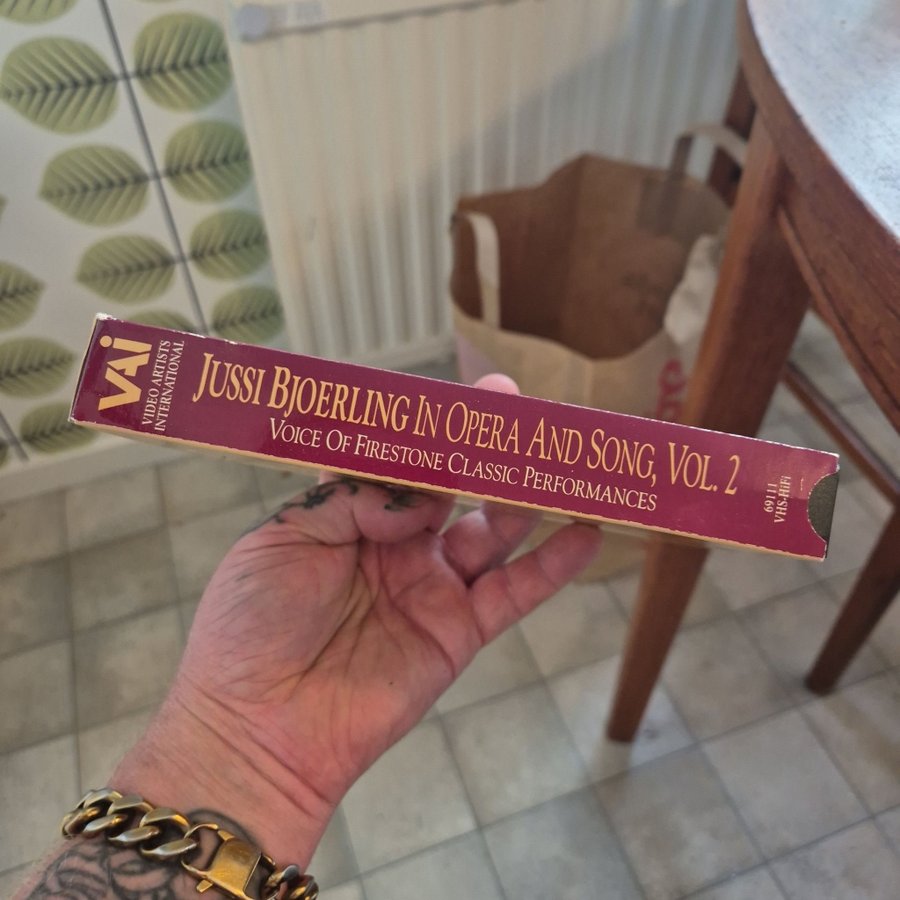 VAI
VIDEO ARTISTS
INTERNATIONAL
JUSSI BJOERLING IN OPERA AND SONG, VOL. 2
VOICE OF FIRESTONE CLASSIC PERFORMANCES
69111
VHS-HiFi